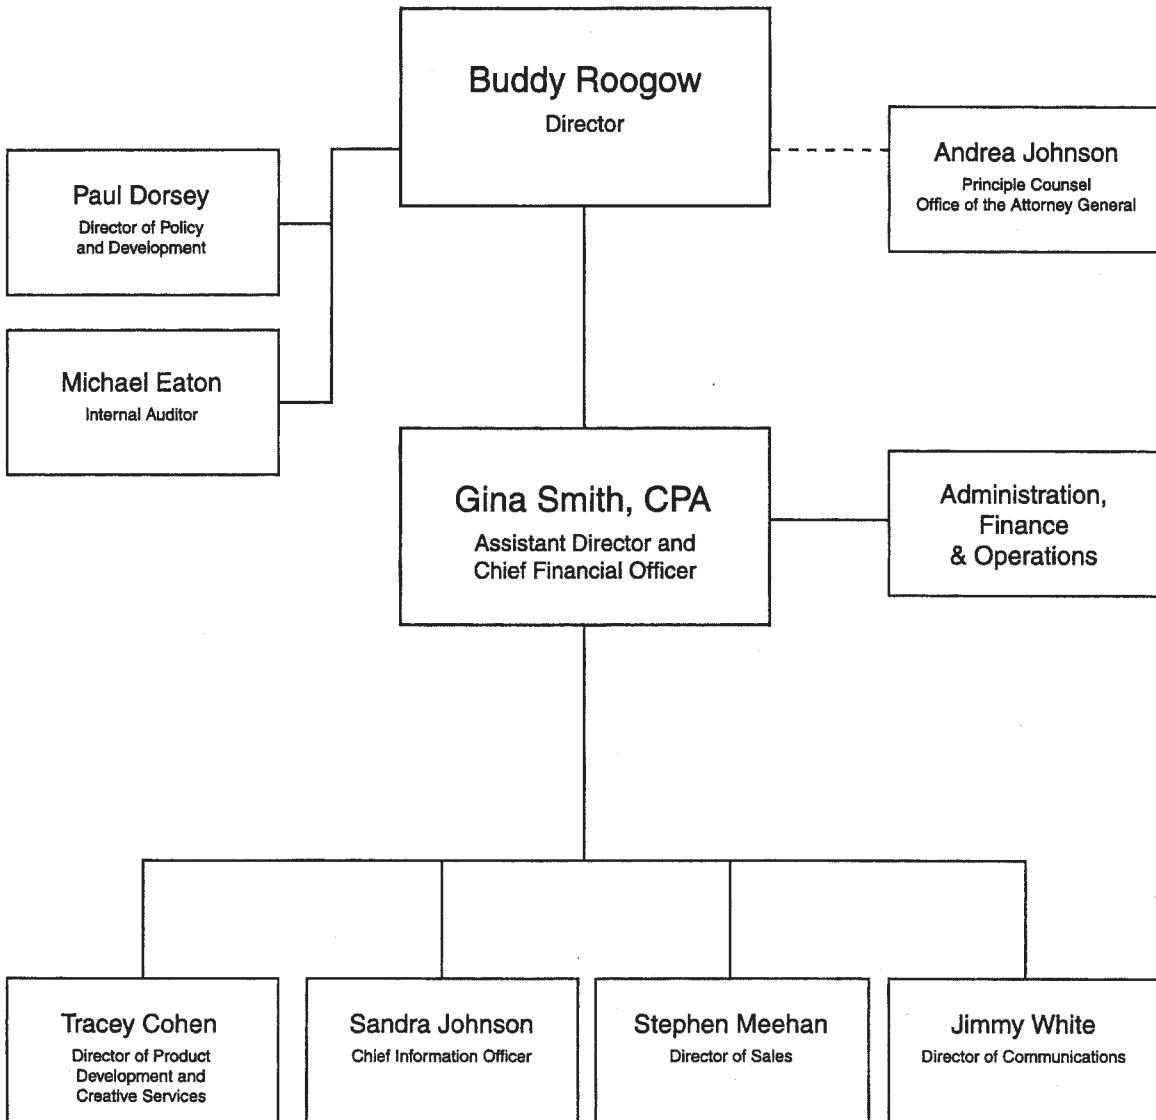 Buddy Roogow
Director
Andrea Johnson
Principle Counsel
Office of the Attorney General
Paul Dorsey
Director of Policy
and Development
Michael Eaton
Internal Auditor
Gina Smith, CPA
Assistant Director and
Chief Financial Officer
Administration,
Finance
& Operations
Tracey Cohen
Director of Product
Development and
Creative Services
Sandra Johnson
Chief Information Officer
Stephen Meehan
Director of Sales
Jimmy White
Director of Communications